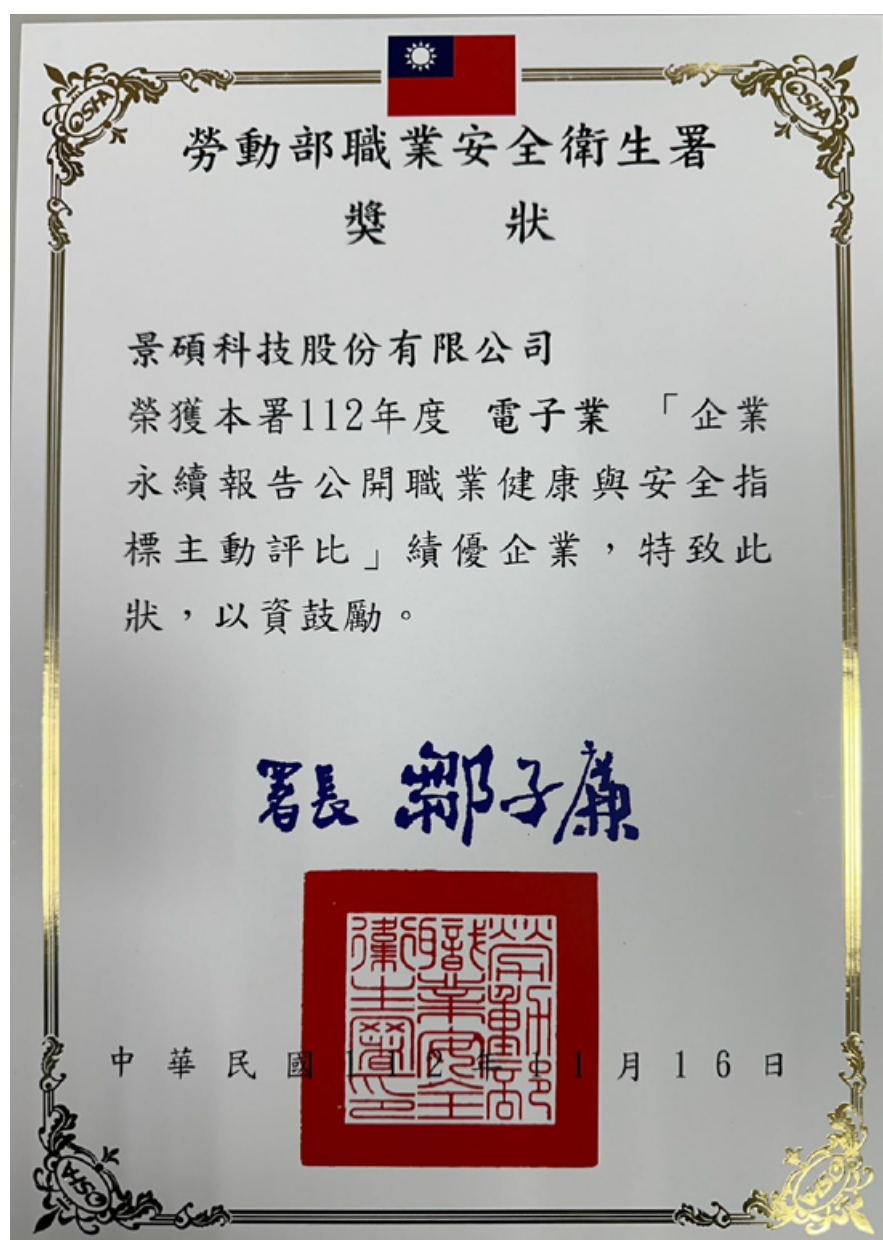 OSHA
OSHA
勞動部職業安全衛生署
獎狀
景碩科技股份有限公司
榮獲本署112年度 電子業 「企業
永續報告公開職業健康與安全指
標主動評比」績優企業，特致此
狀，以資鼓勵。
署長 鄒子廉
勞動部
職業安全
衛生署印
中華民國112年11月16日
OSHA
OSHA